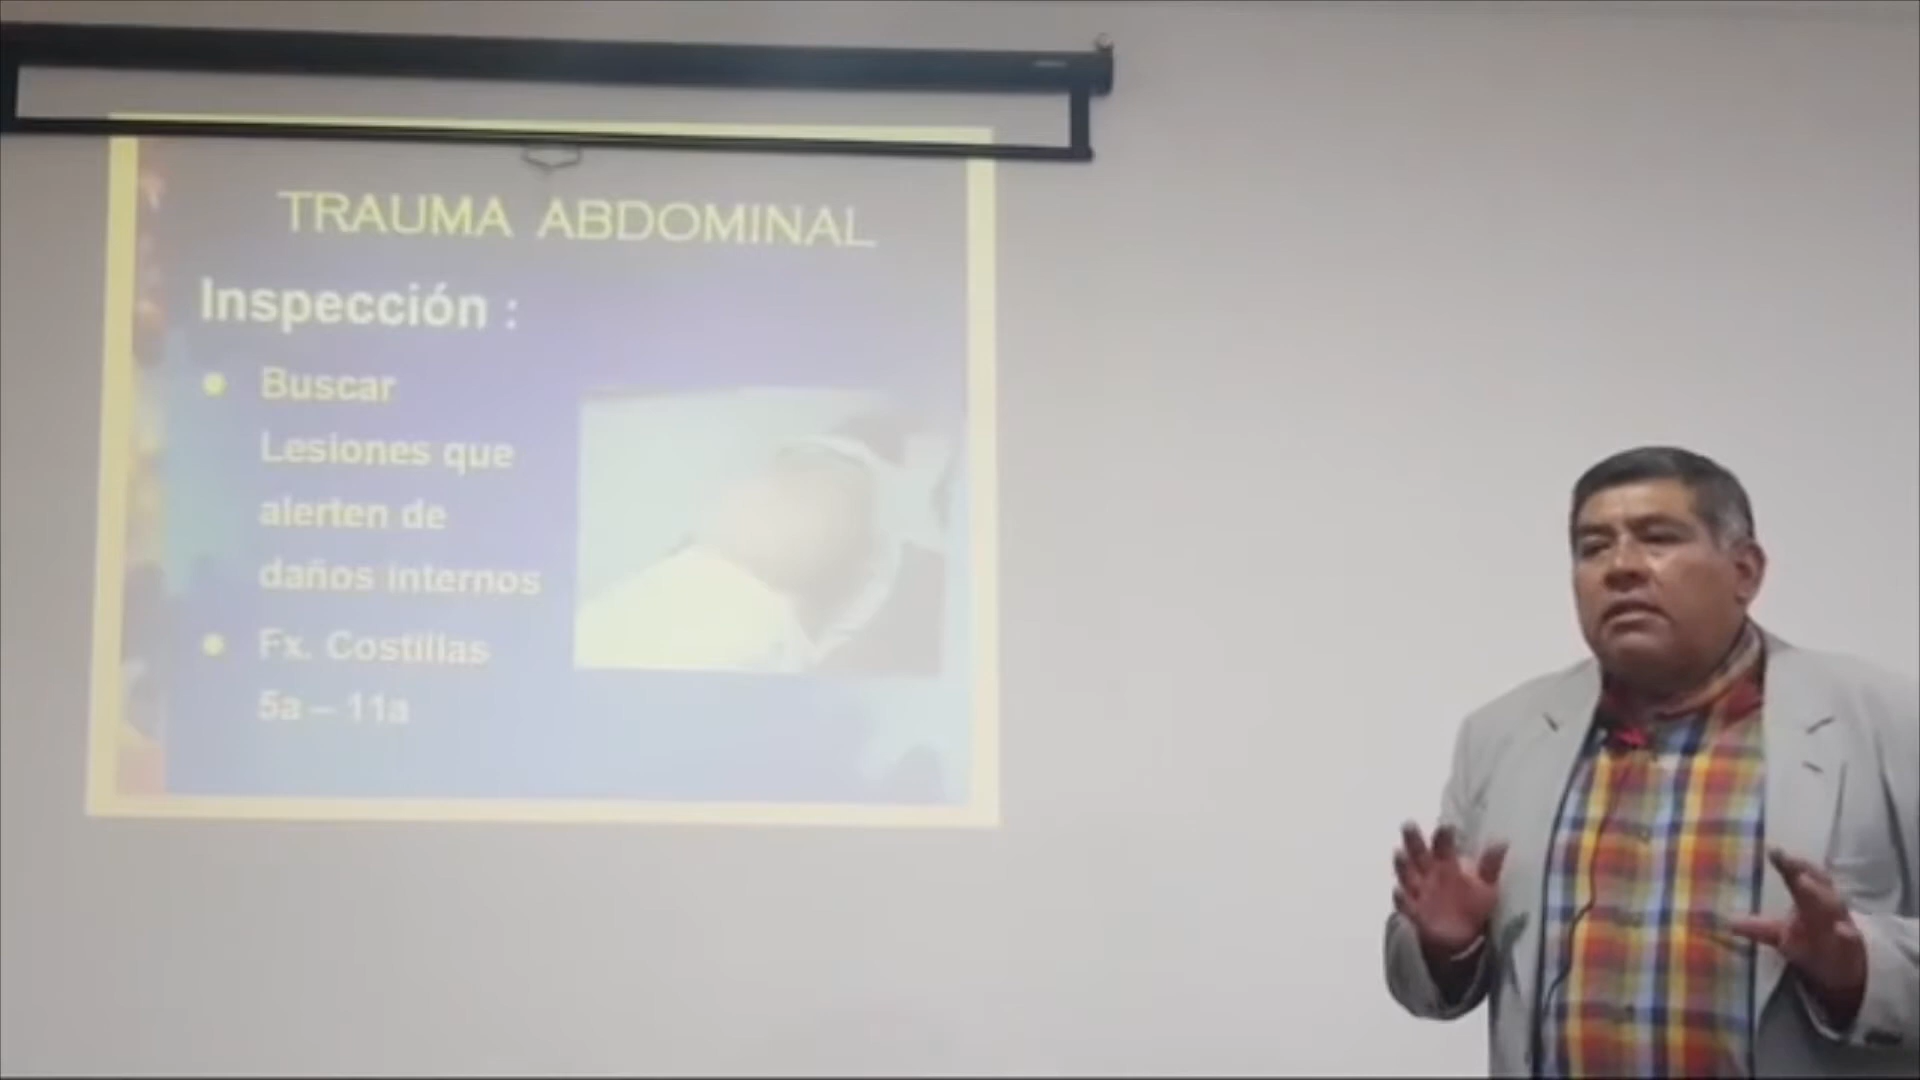 TRAUMA ABDOMINAL
Inspección :
Buscar
Lesiones que
alerten de
daños internos
Fx. Costillas
5a – 11a